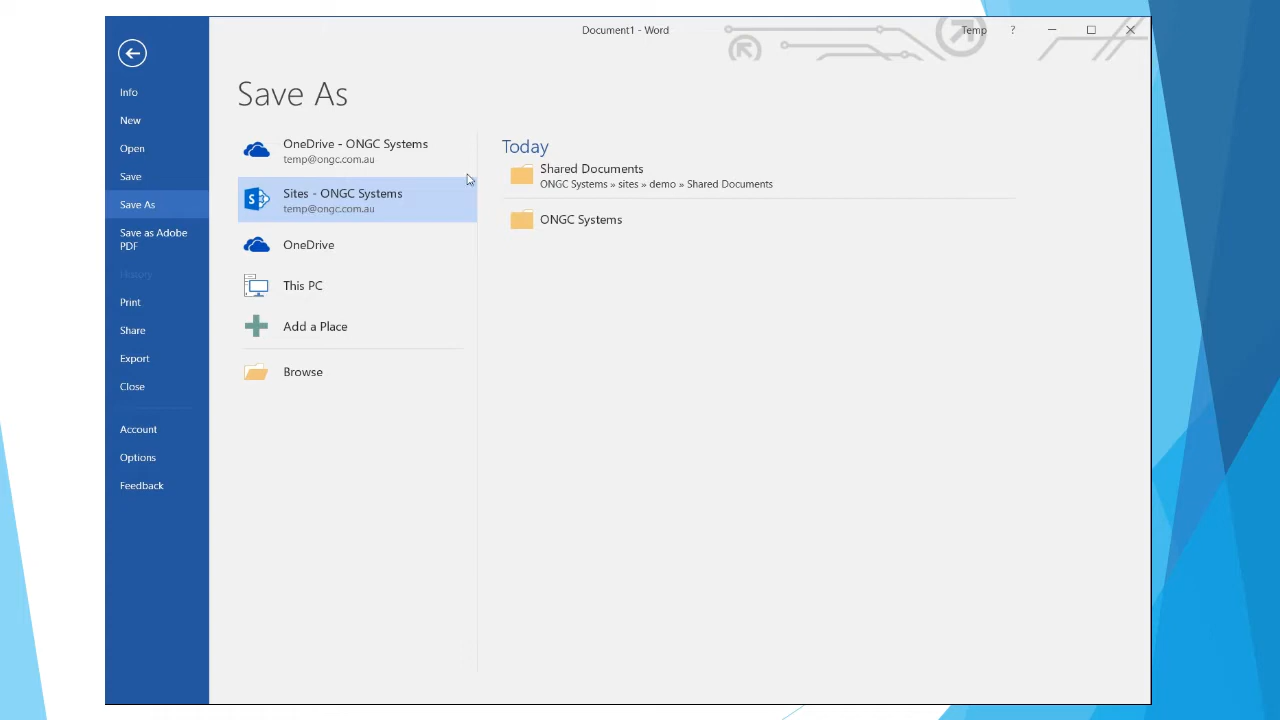 Document1 - Word
Temp
?
Info
New
Open
Save
Save As
Save as Adobe
PDF
History
Print
Share
Export
Close
Account
Options
Feedback
Save As
OneDrive - ONGC Systems
temp@ongc.com.au
Sites - ONGC Systems
temp@ongc.com.au
OneDrive
This PC
Add a Place
Browse
Today
Shared Documents
ONGC Systems » sites » demo » Shared Documents
ONGC Systems